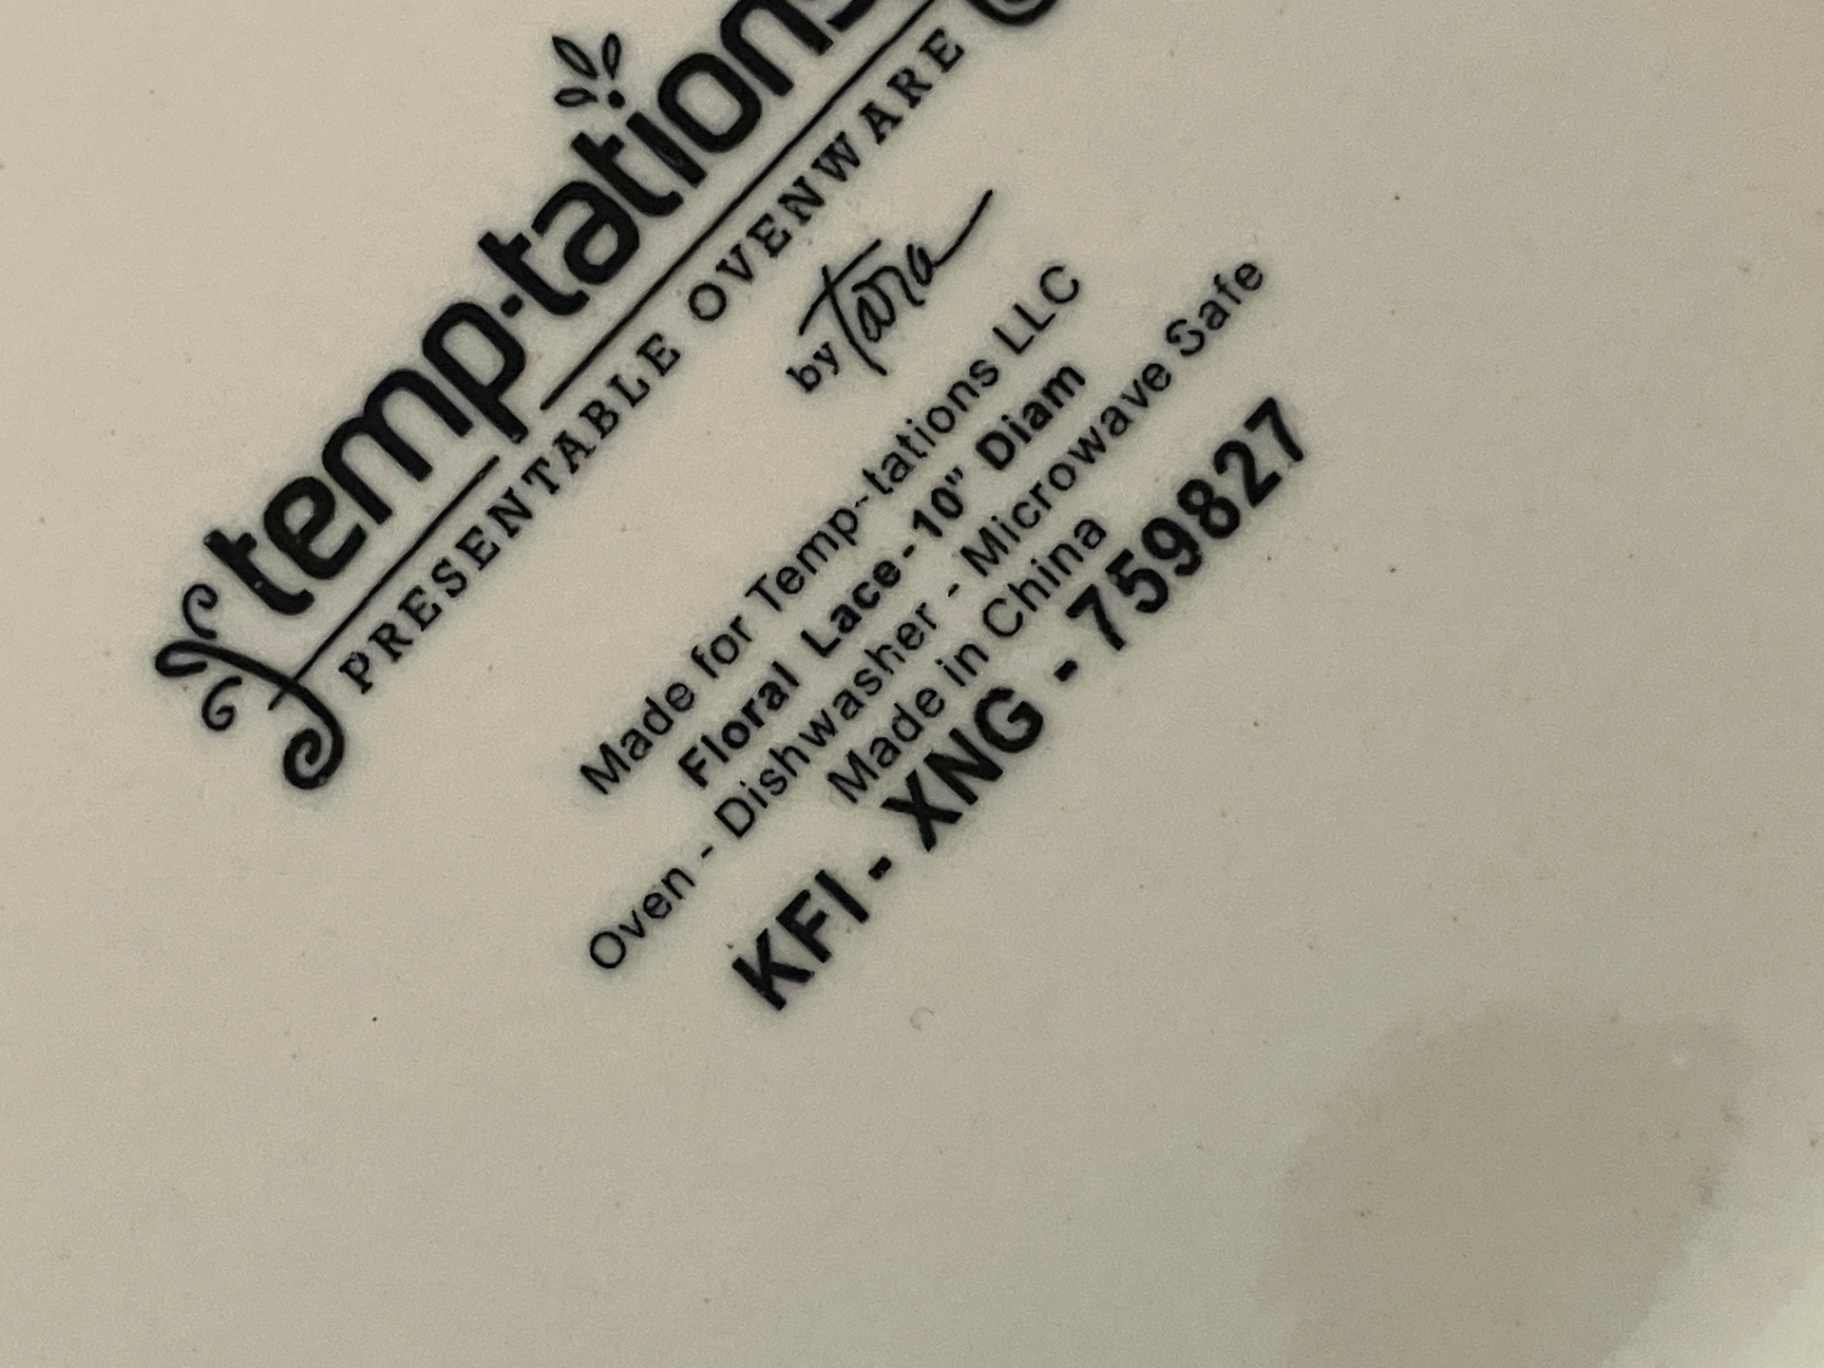 temp-tations
PRESENTABLE OVENWARE
by Tara
Made for Temp-tations LLC
Floral Lace - 10" Diam
Oven - Dishwasher - Microwave Safe
Made in China
KFI - XNG - 759827